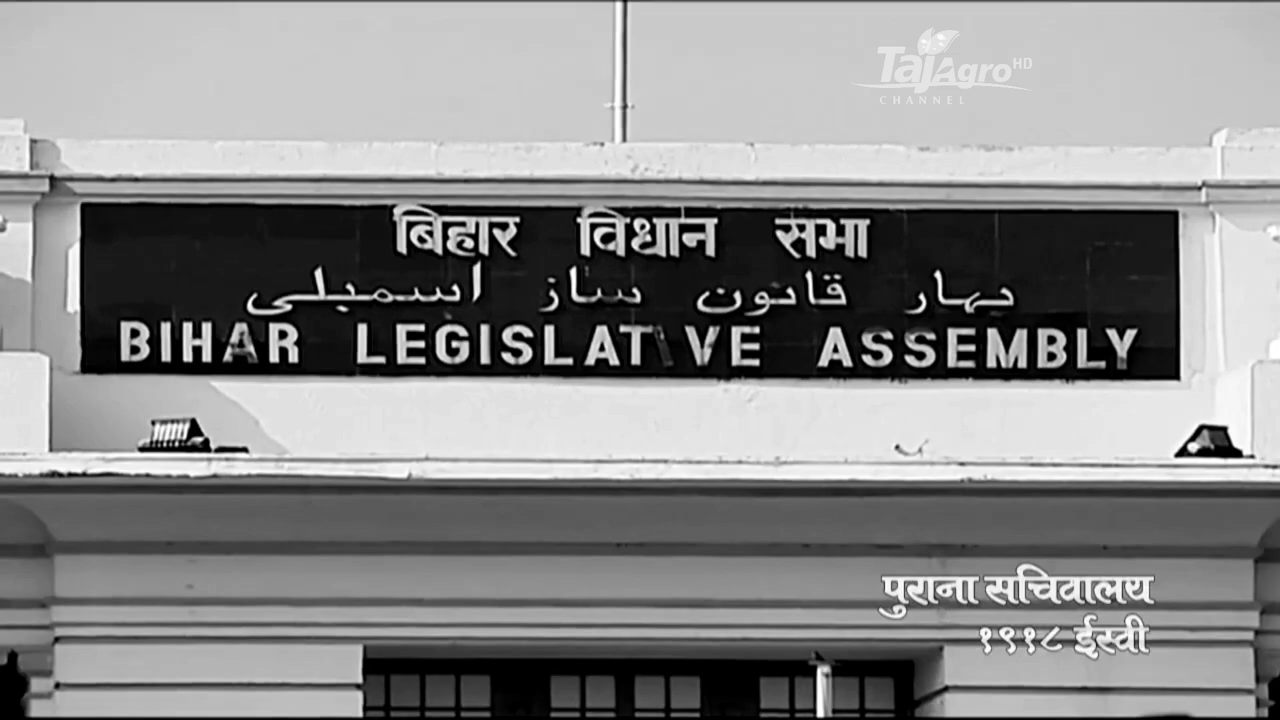 TajAgro HD
CHANNEL
बिहार विधान सभा
بہار قانون ساز اسمبلی
BIHAR LEGISLATIVE ASSEMBLY
पुराना सचिवालय
१९१८ ईस्वी